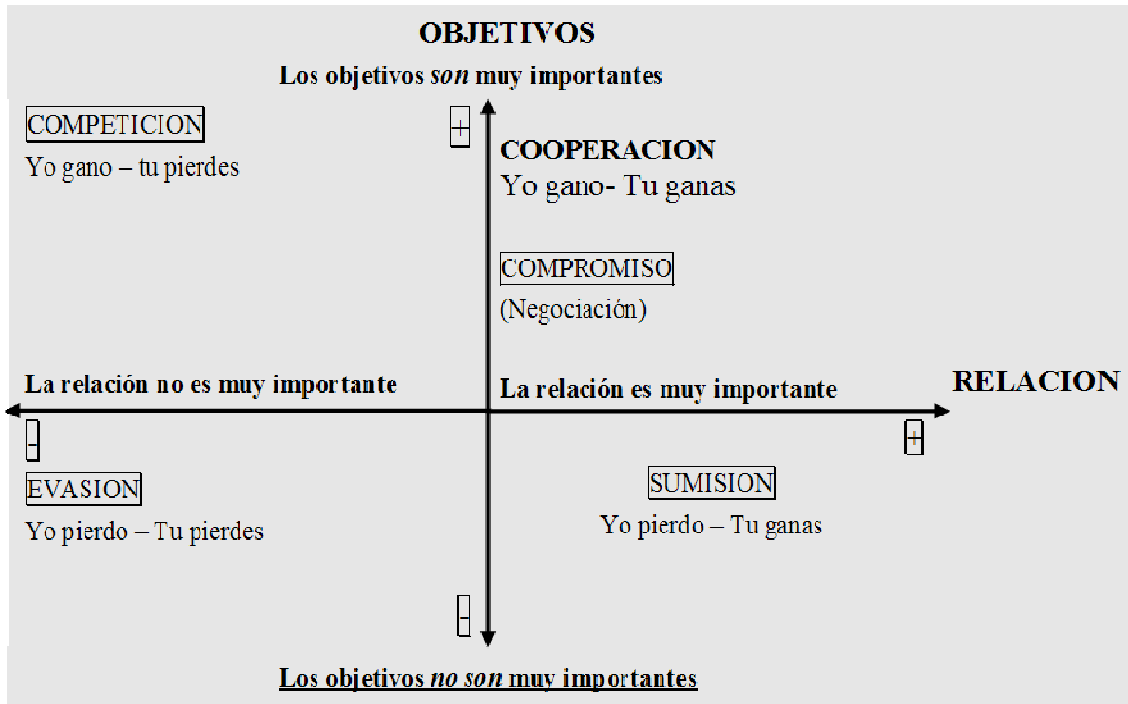 OBJETIVOS
Los objetivos son muy importantes
COMPETICION
Yo gano – tu pierdes
+
COOPERACION
Yo gano- Tu ganas
COMPROMISO
(Negociación)
La relación no es muy importante
La relación es muy importante
RELACION
-
+
EVASION
Yo pierdo – Tu pierdes
SUMISION
Yo pierdo – Tu ganas
-
Los objetivos no son muy importantes